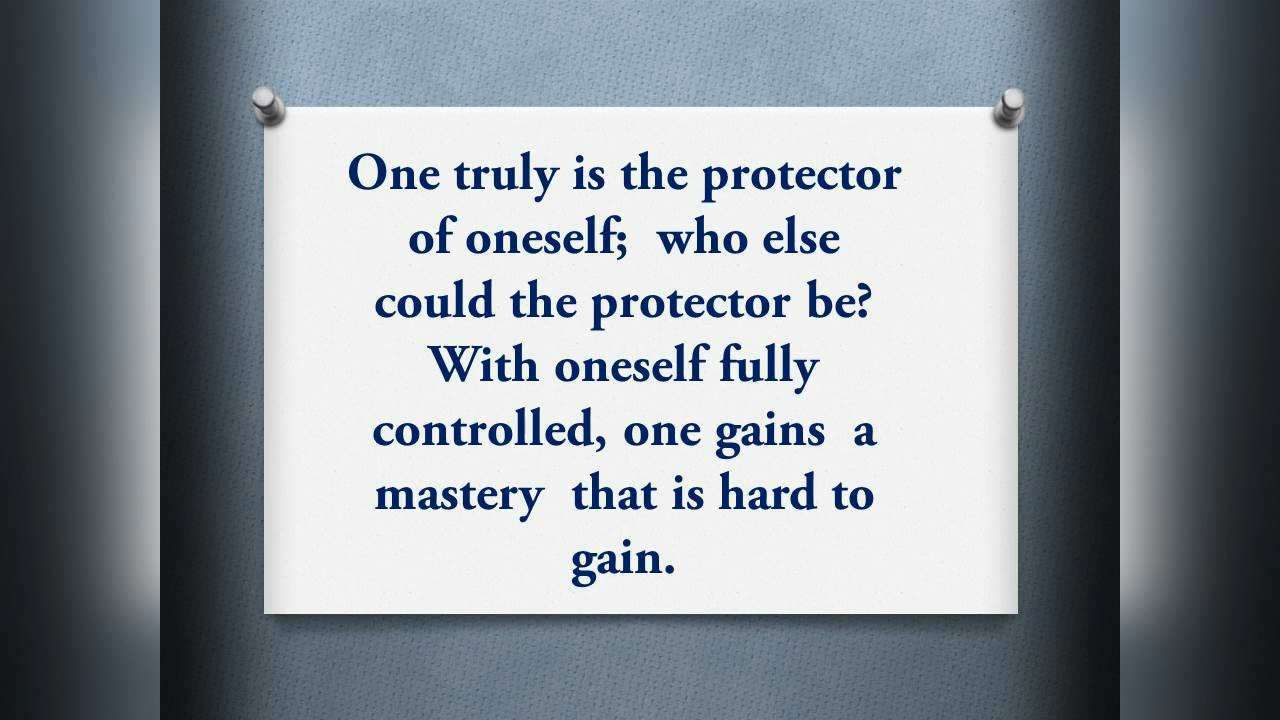 One truly is the protector
of oneself;  who else
could the protector be?
With oneself fully
controlled, one gains  a
mastery  that is hard to
gain.